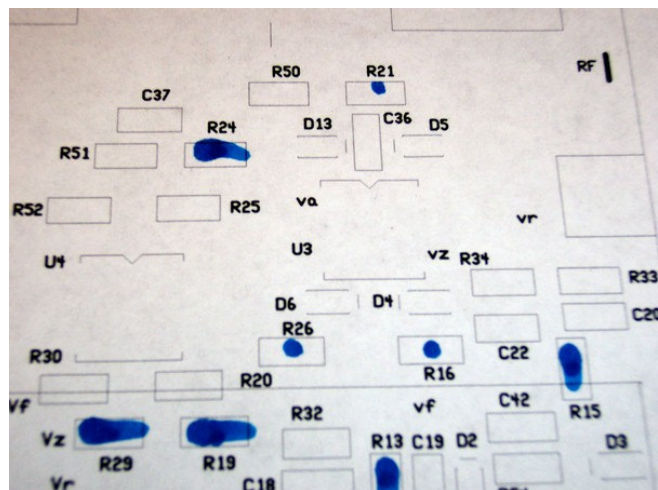 R50
R21
RF
C37
R24
D13
C36
D5
R51
R52
R25
va
vr
U4
U3
vz
R34
R33
D6
D4
C20
R26
R30
C22
R20
R16
Vf
R15
vf
C42
R32
Vz
R29
R19
R13
C19
D2
D3
Vr
C18